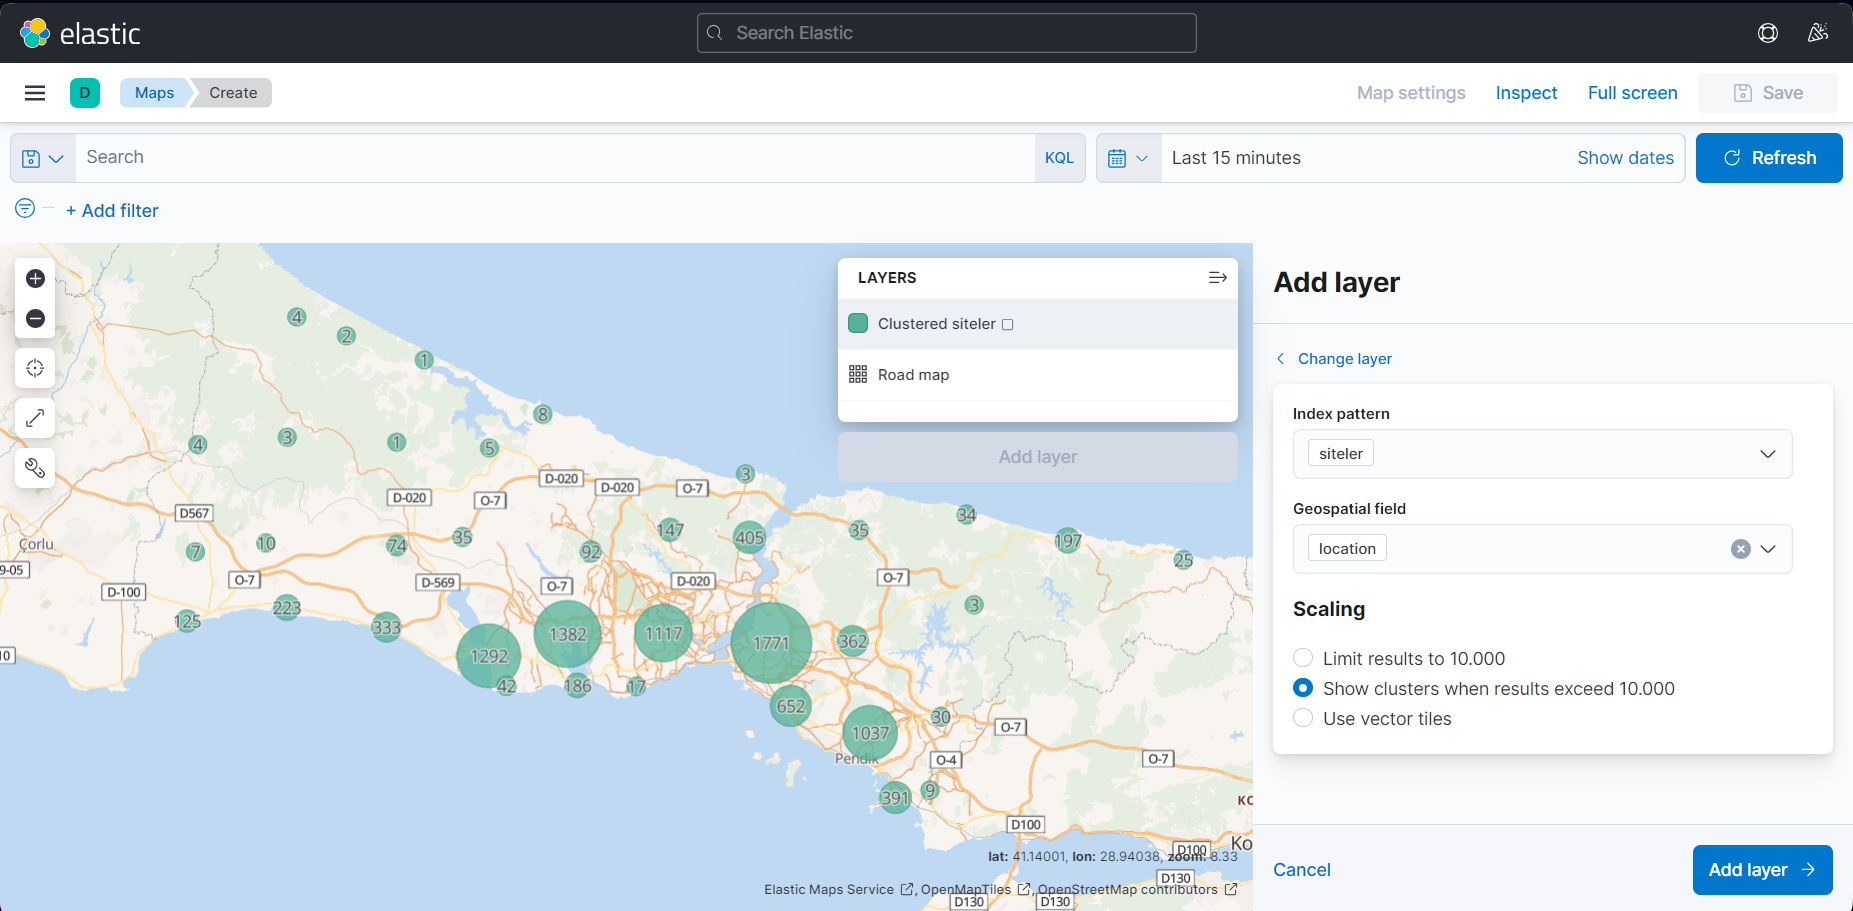 elastic
Search Elastic
D
Maps
Create
Map settings
Inspect
Full screen
Save
Search
KQL
Last 15 minutes
Show dates
Refresh
+ Add filter
LAYERS
Clustered siteler
Road map
Add layer
4
2
1
8
4
3
1
5
3
D-020
D-020
D-020
O-7
O-7
D567
34
147
405
35
197
35
74
92
10
7
25
Çorlu
9-05
O-7
D-100
D-569
O-7
D-020
O-7
3
223
125
333
1382
1117
1771
362
10
1292
42
186
17
652
30
1037
O-7
Pendik
O-4
O-7
391
9
KO
D100
D100
Ko
lat: 41.14001, lon: 28.94038, zoom: 8.33
D130
Elastic Maps Service , OpenMapTiles , OpenStreetMap contributors
D130
D130
Add layer
Change layer
Index pattern
siteler
Geospatial field
location
Scaling
Limit results to 10.000
Show clusters when results exceed 10.000
Use vector tiles
Cancel
Add layer